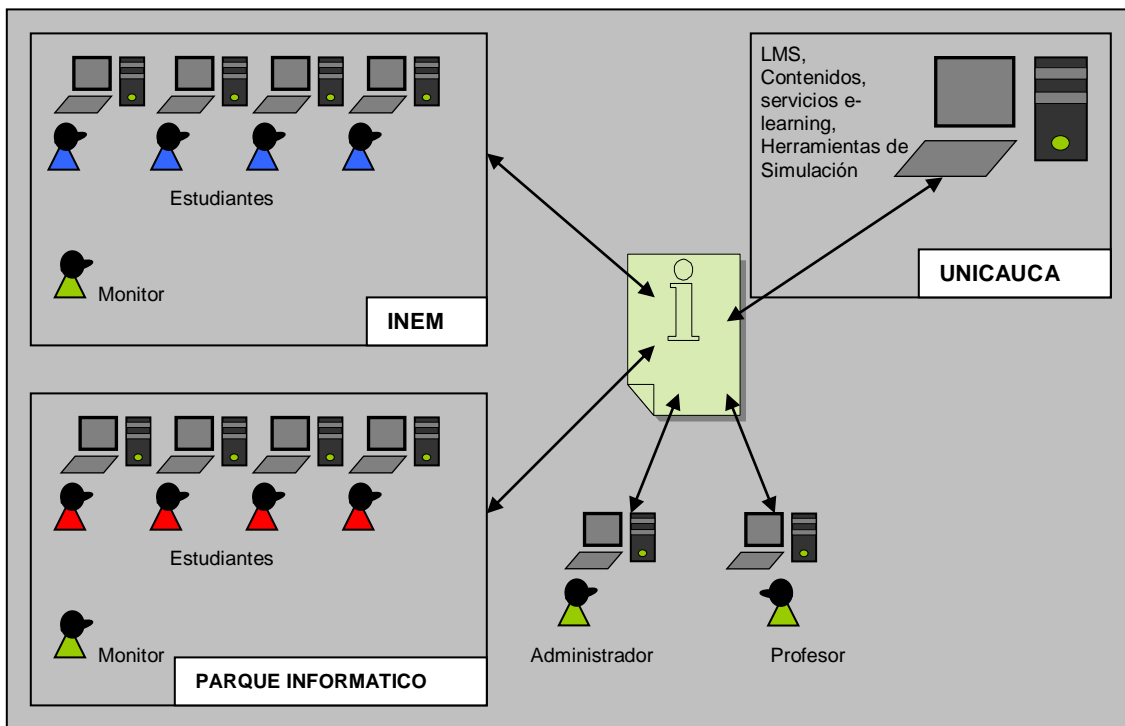 Estudiantes
Monitor
INEM
LMS,
Contenidos,
servicios e-
learning,
Herramientas de
Simulación
UNICAUCA
i
Estudiantes
Monitor
PARQUE INFORMATICO
Administrador
Profesor